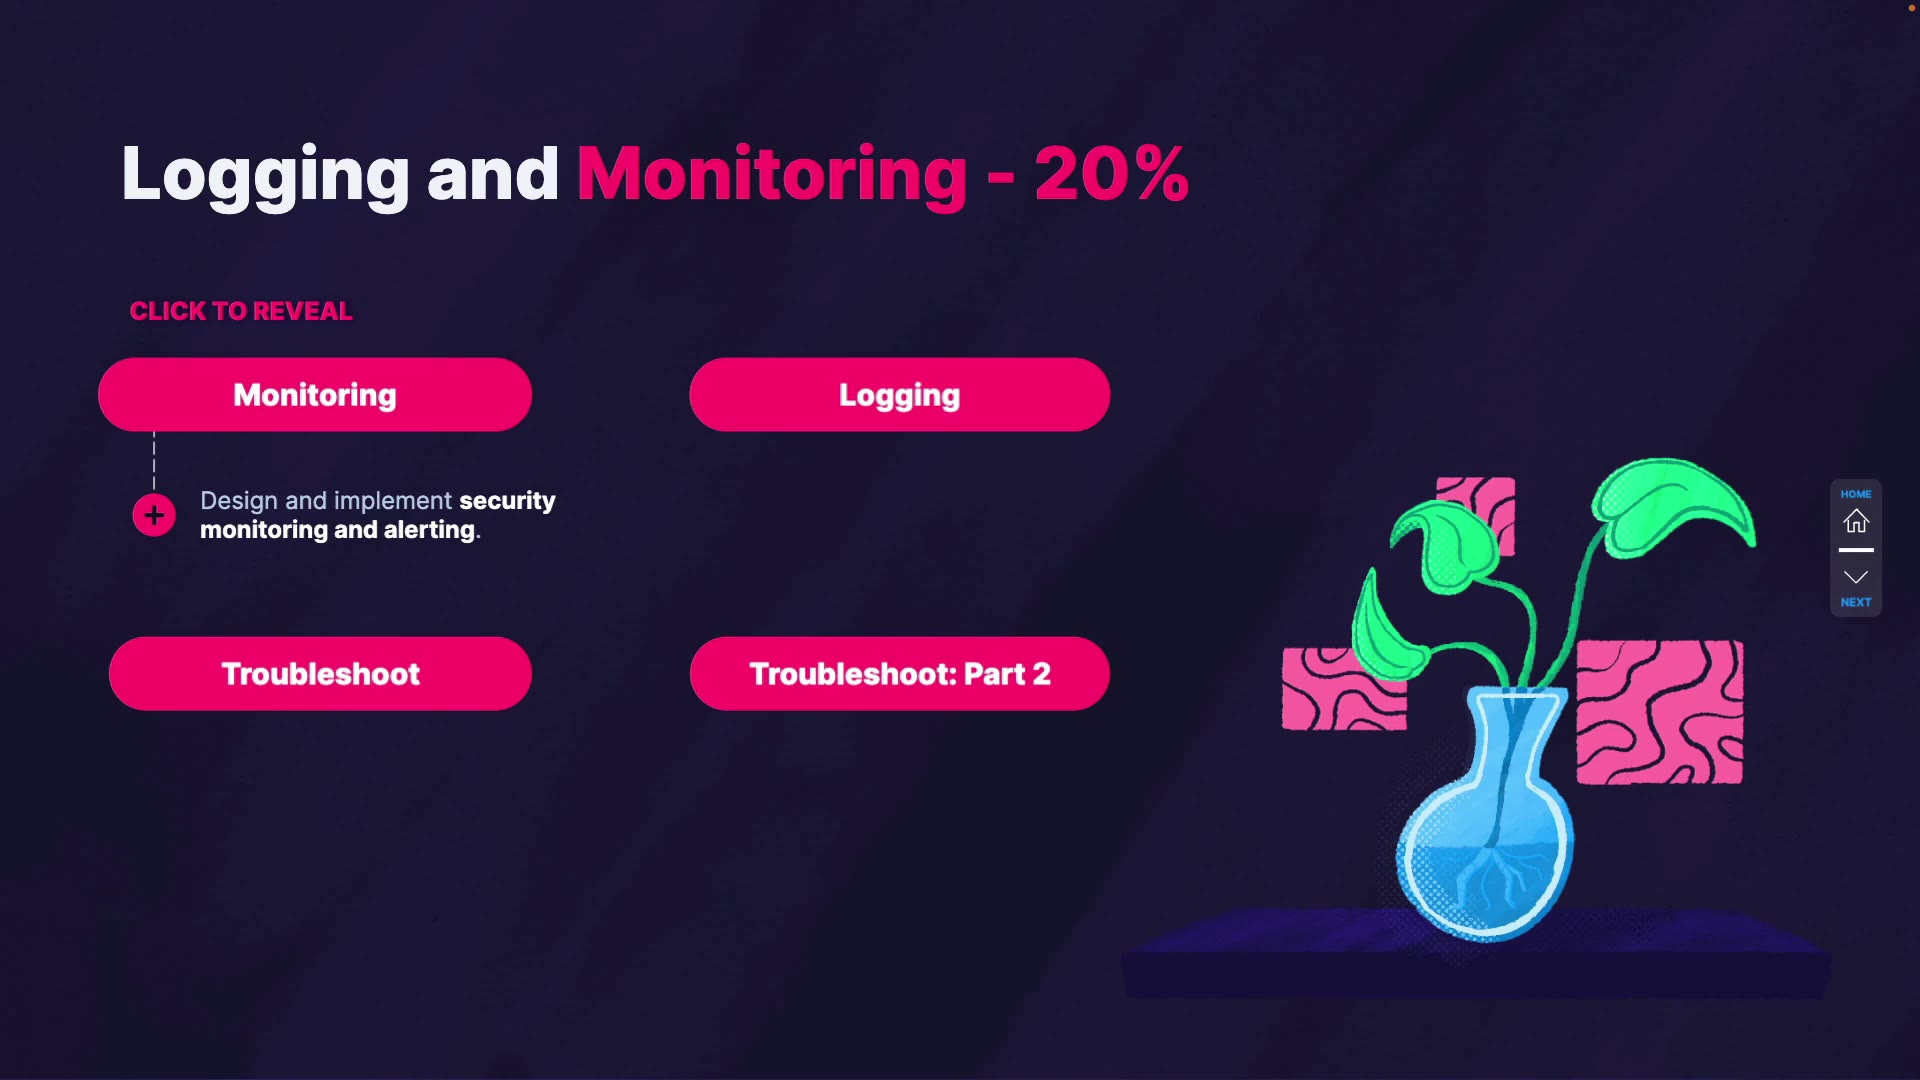 Logging and Monitoring - 20%
CLICK TO REVEAL
Monitoring
Logging
Design and implement security
monitoring and alerting.
Troubleshoot
Troubleshoot: Part 2
HOME
NEXT